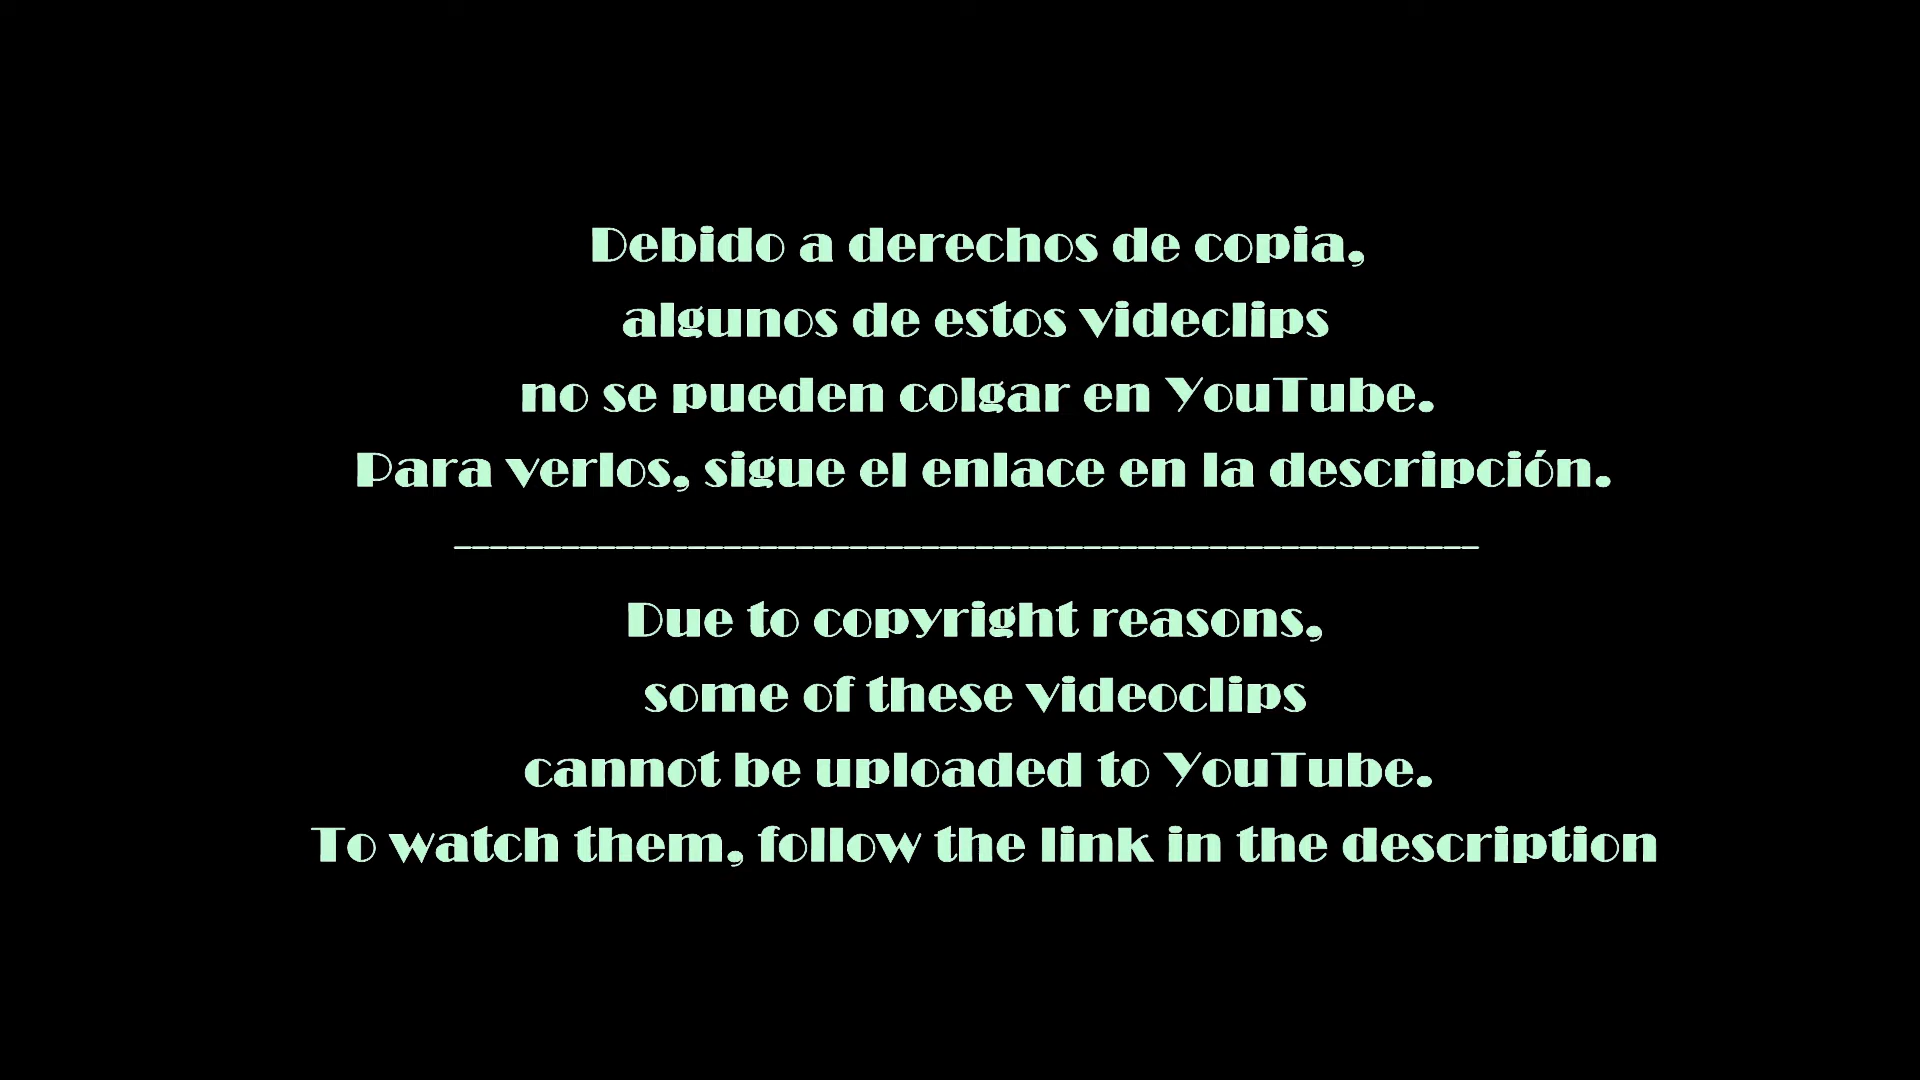 Debido a derechos de copia,
algunos de estos videclips
no se pueden colgar en YouTube.
Para verlos, sigue el enlace en la descripción.
_________________________________________________________
Due to copyright reasons,
some of these videoclips
cannot be uploaded to YouTube.
To watch them, follow the link in the description